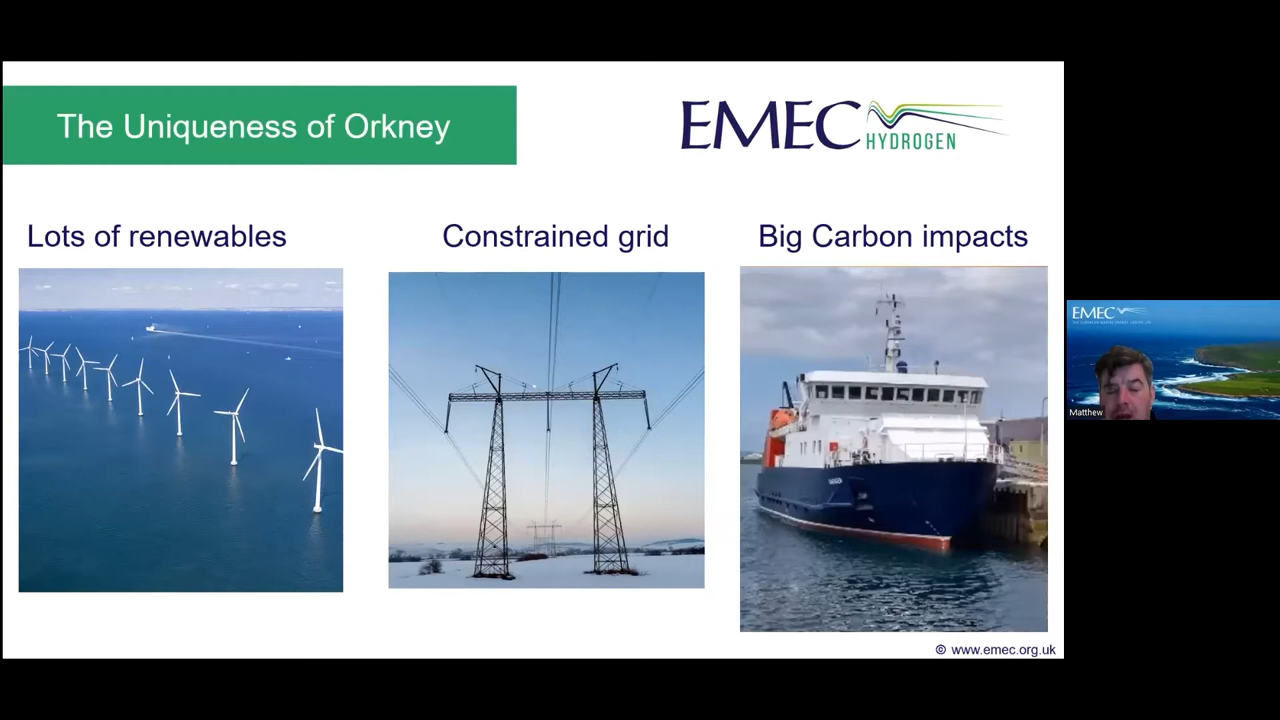 The Uniqueness of Orkney
EMEC
HYDROGEN
Lots of renewables
Constrained grid
Big Carbon impacts
© www.emec.org.uk
EMEC
Matthew